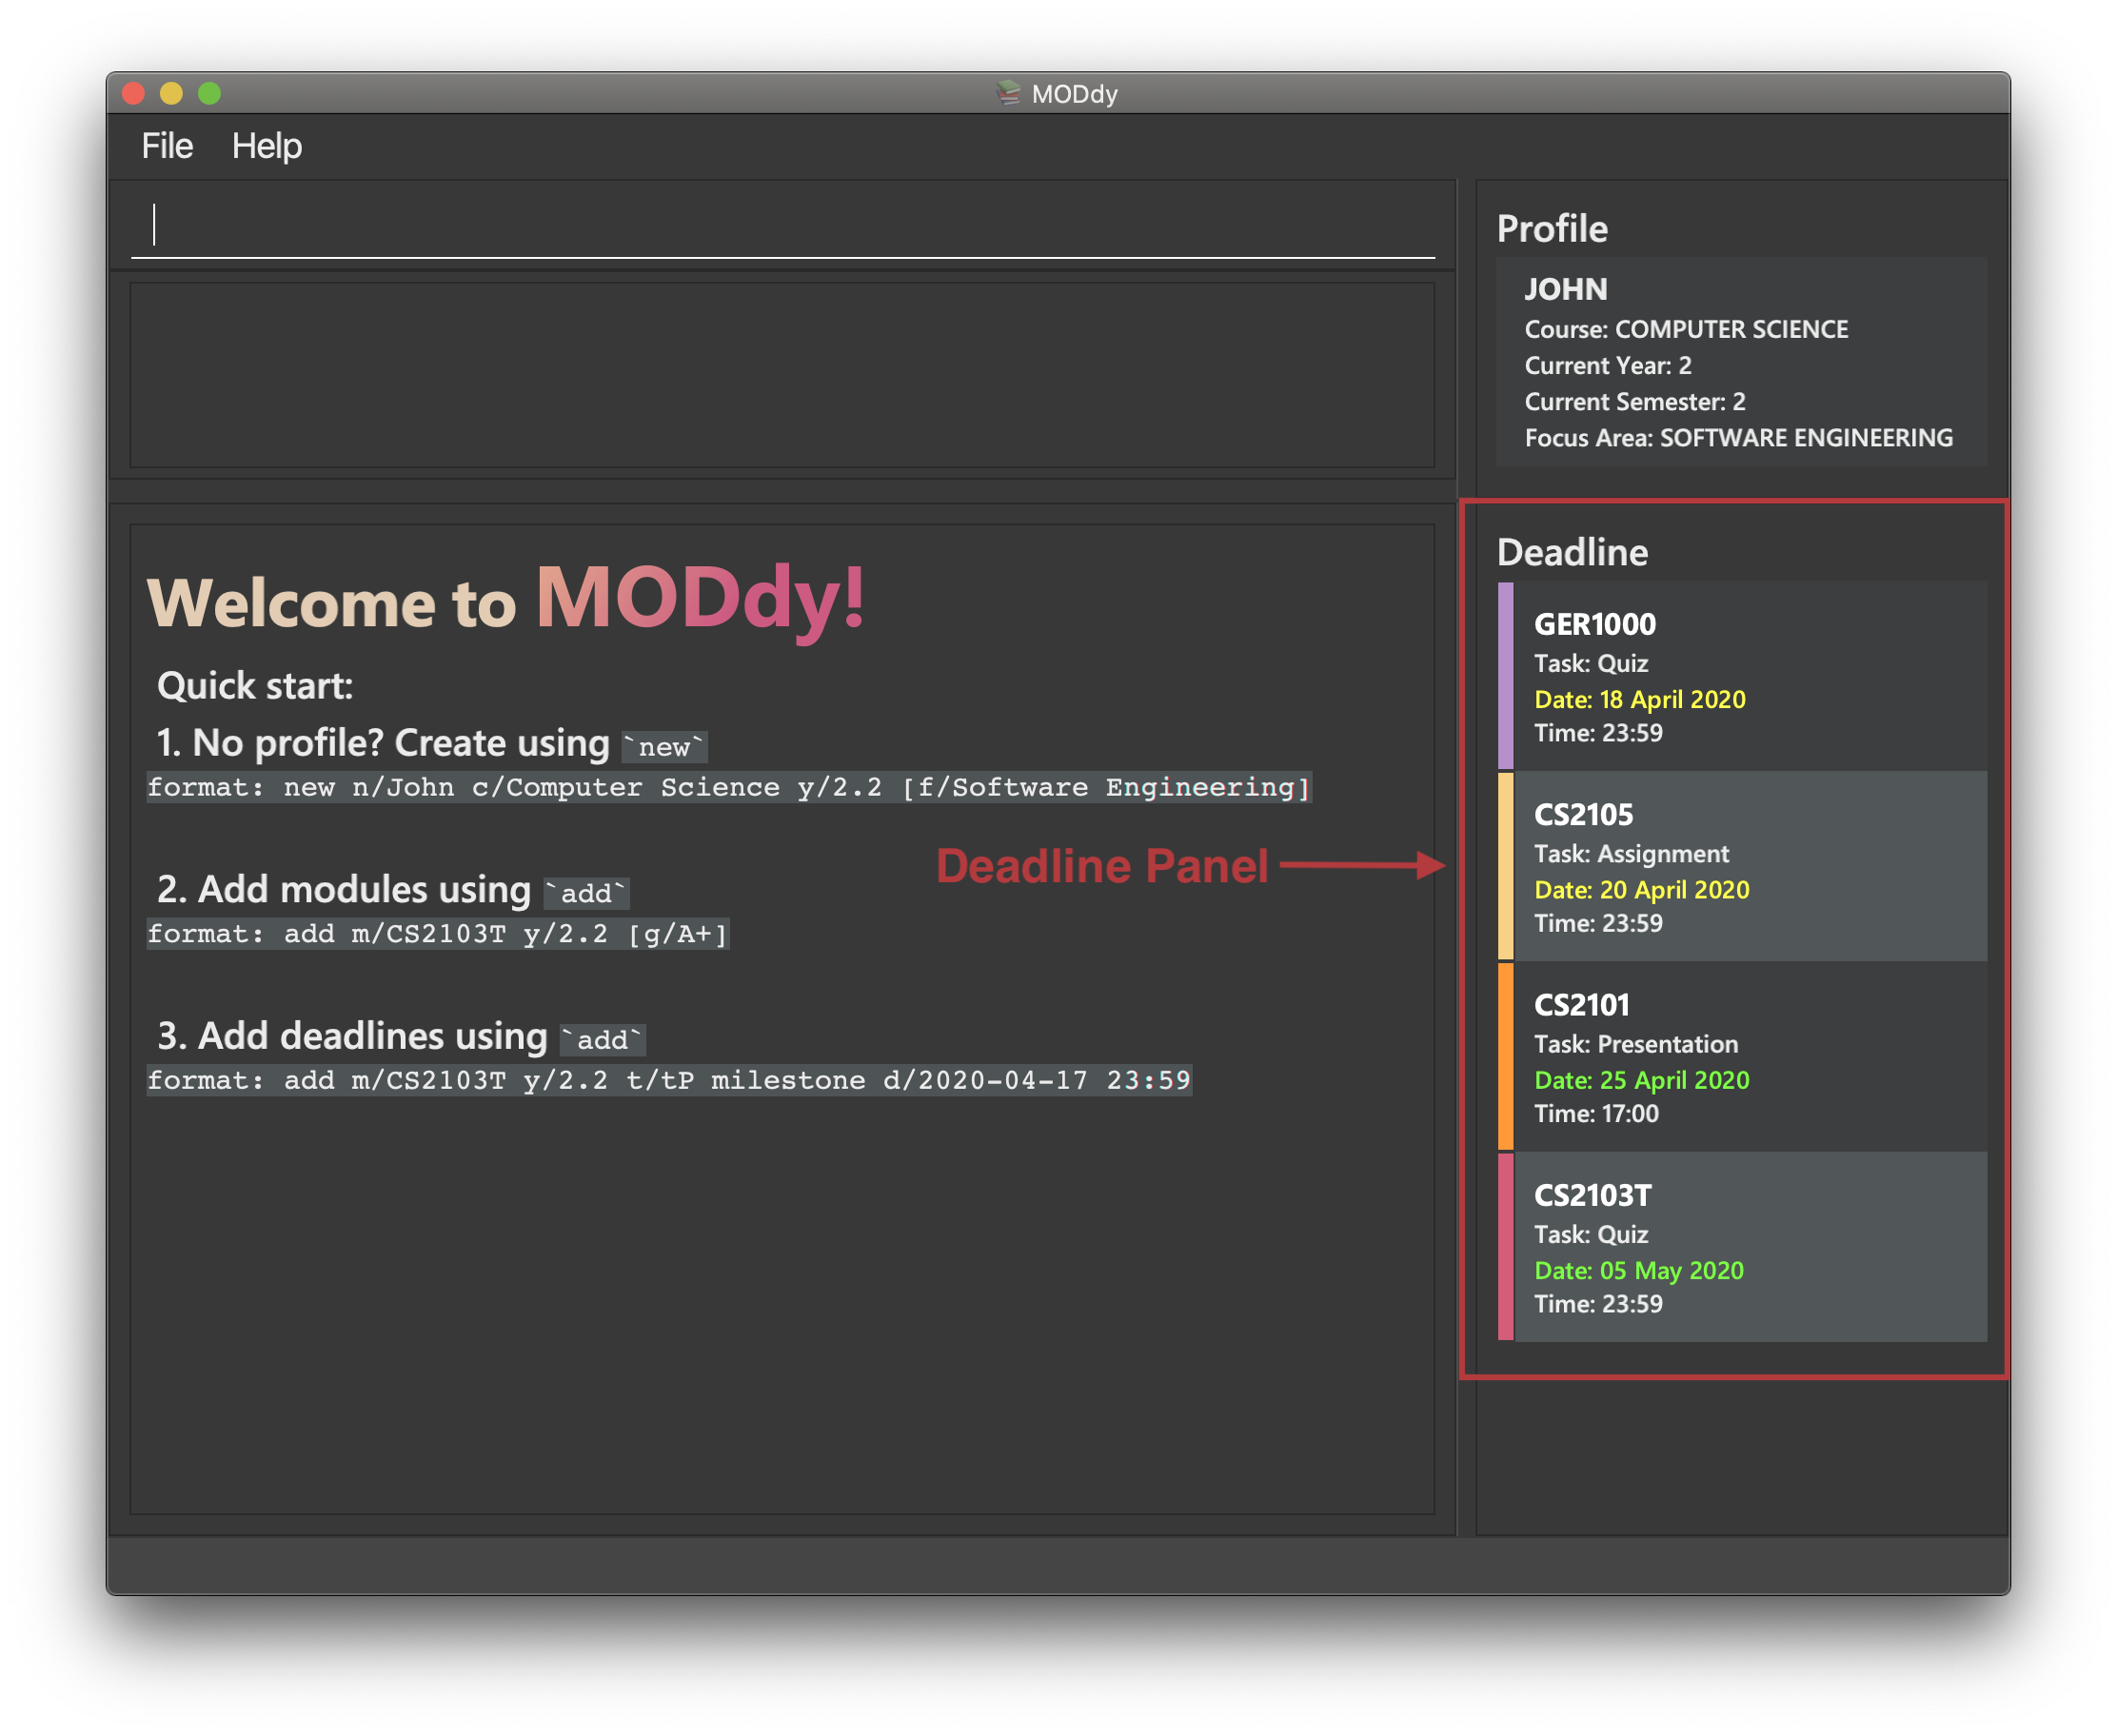 MODdy
File Help
Profile
JOHN
Course: COMPUTER SCIENCE
Current Year: 2
Current Semester: 2
Focus Area: SOFTWARE ENGINEERING
Welcome to MODdy!
Quick start:
1. No profile? Create using `new`
format: new n/John c/Computer Science y/2.2 [f/Software Engineering]
2. Add modules using `add`
format: add m/CS2103T y/2.2 [g/A+]
3. Add deadlines using `add`
format: add m/CS2103T y/2.2 t/tP milestone d/2020-04-17 23:59
Deadline Panel
Deadline
GER1000
Task: Quiz
Date: 18 April 2020
Time: 23:59
CS2105
Task: Assignment
Date: 20 April 2020
Time: 23:59
CS2101
Task: Presentation
Date: 25 April 2020
Time: 17:00
CS2103T
Task: Quiz
Date: 05 May 2020
Time: 23:59